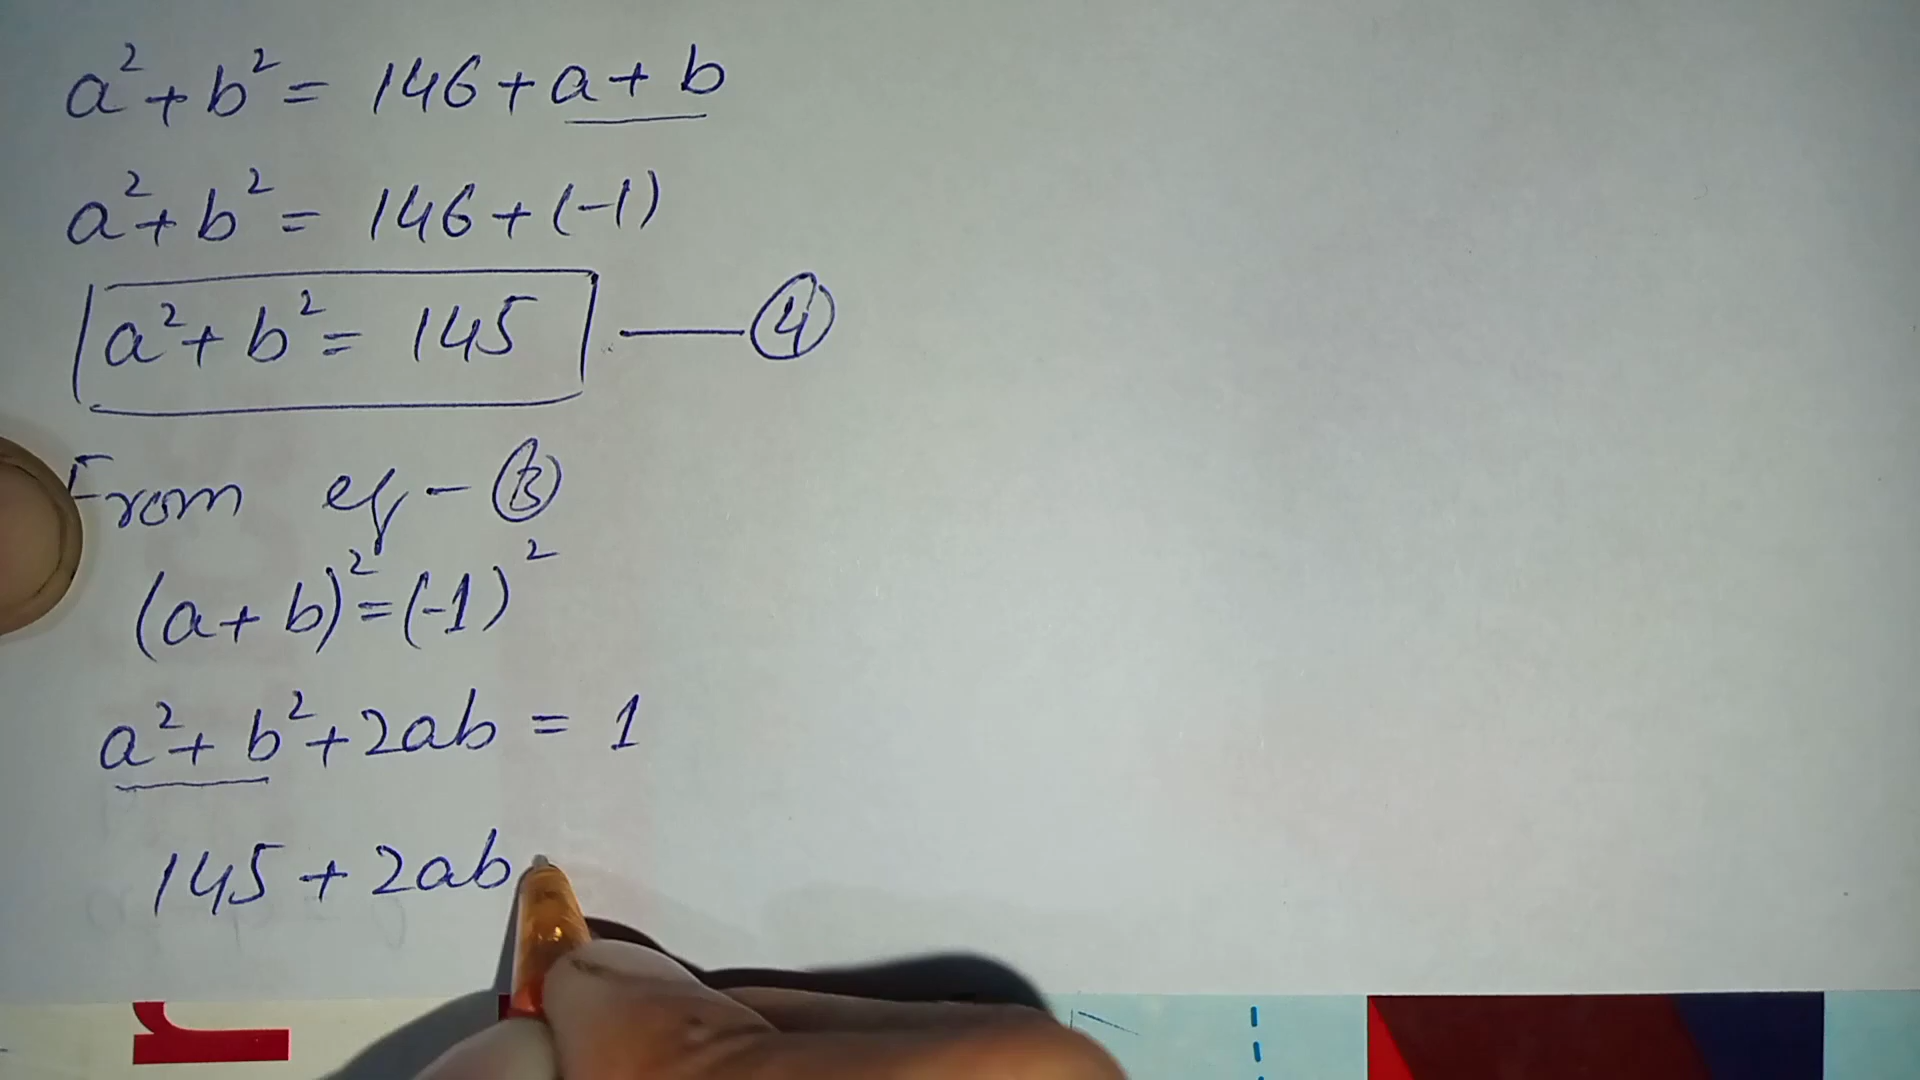 a² + b² = 146 + a + b
a² + b² = 146 + (-1)
a² + b² = 145 —— ④
From eq - ③
(a + b)² = (-1)²
a² + b² + 2ab = 1
145 + 2ab